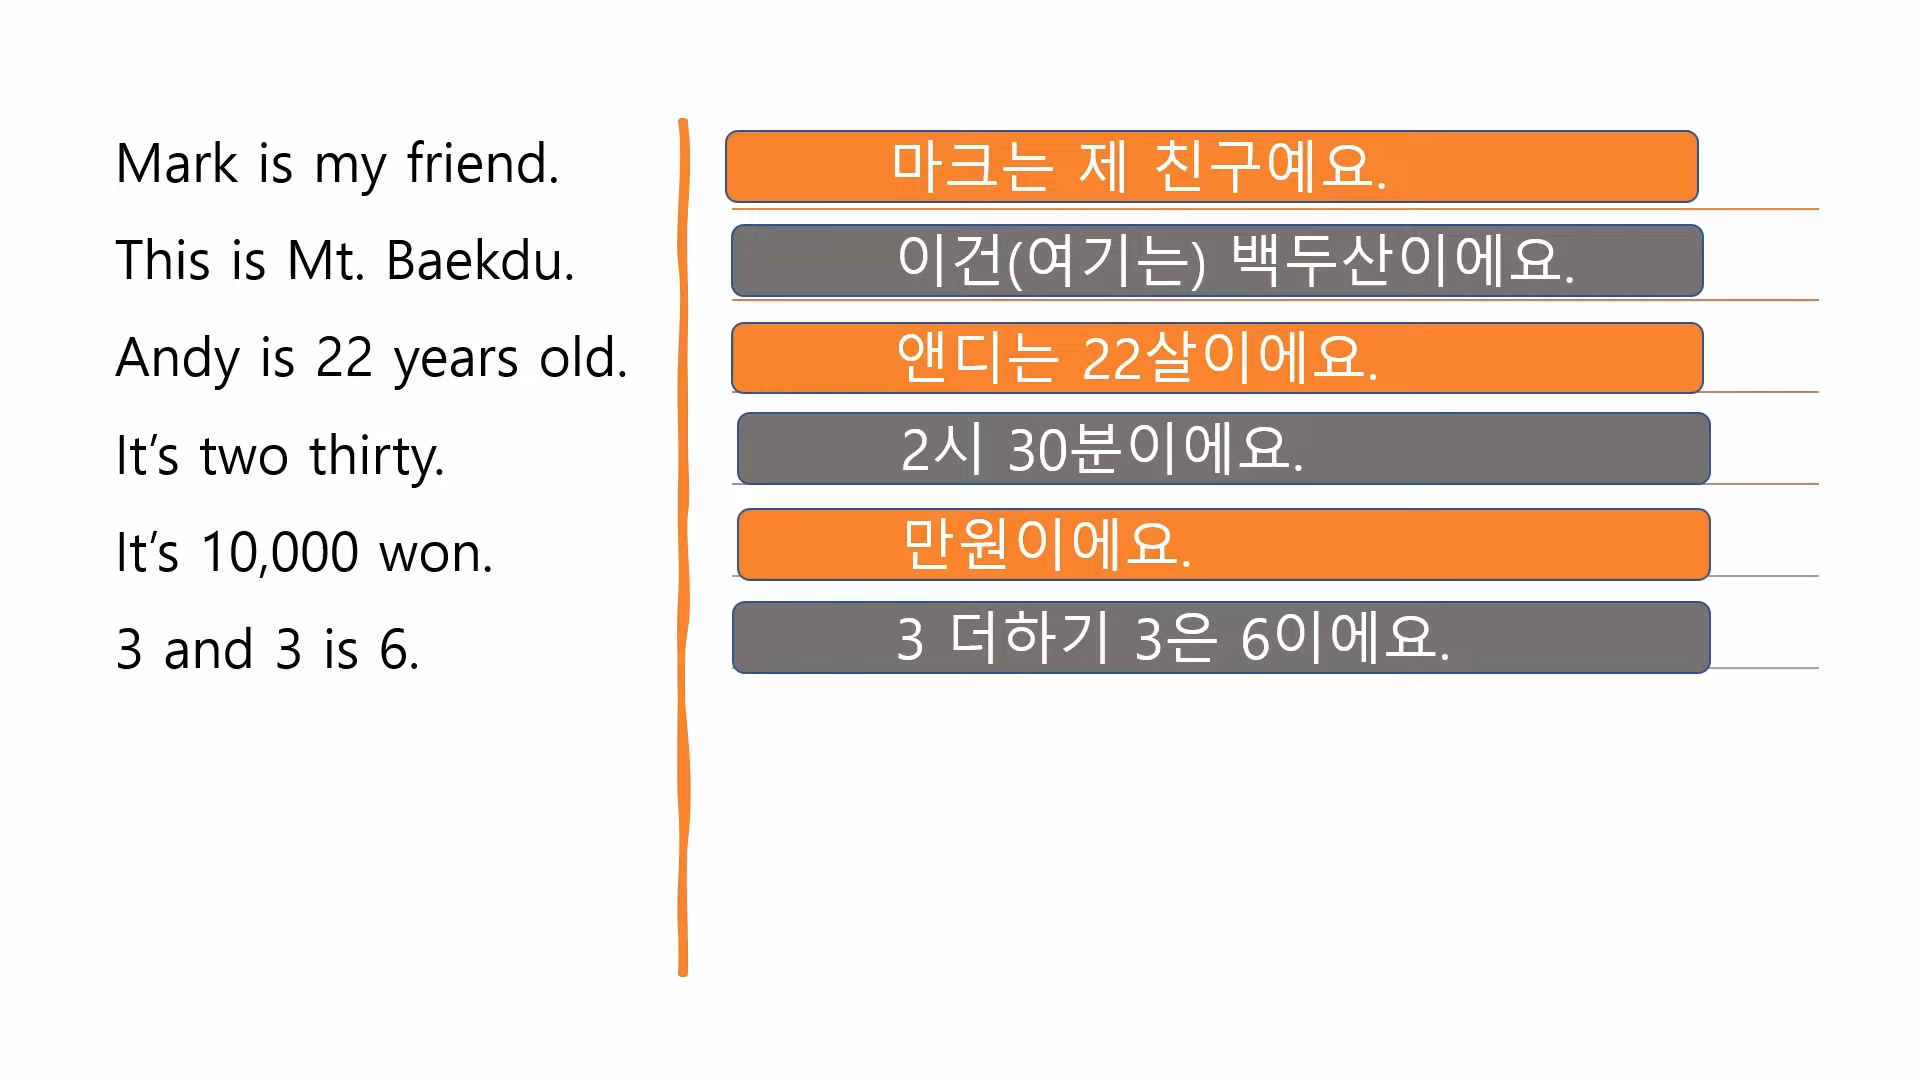 Mark is my friend.
마크는 제 친구예요.
This is Mt. Baekdu.
이건(여기는) 백두산이에요.
Andy is 22 years old.
앤디는 22살이에요.
It’s two thirty.
2시 30분이에요.
It’s 10,000 won.
만원이에요.
3 and 3 is 6.
3 더하기 3은 6이에요.